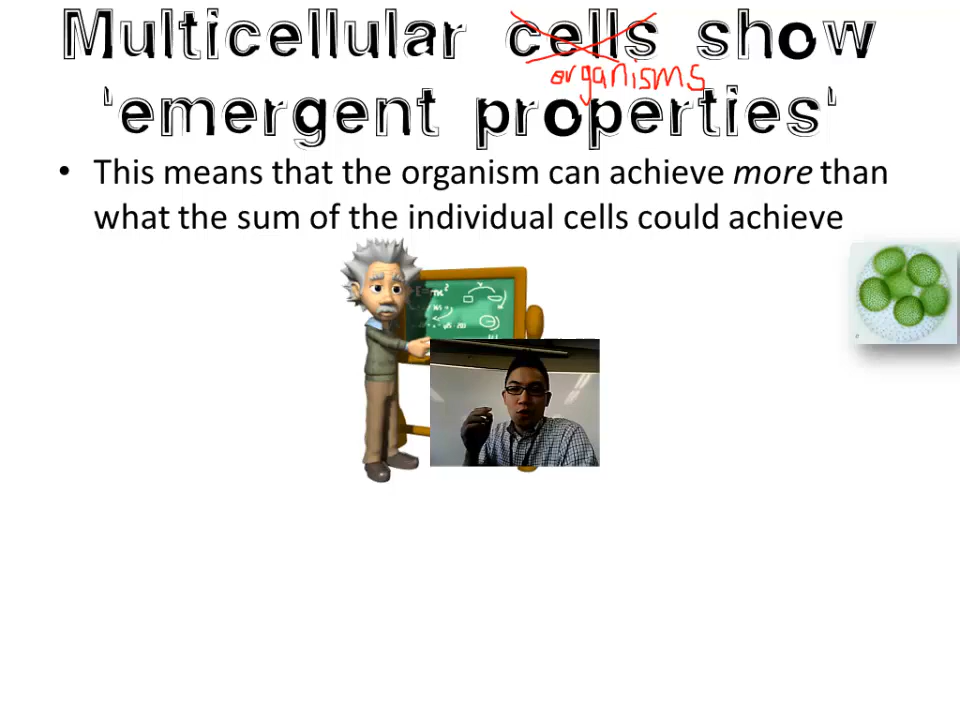 Multicellular cells show
organisms
'emergent properties'
• This means that the organism can achieve more than
what the sum of the individual cells could achieve